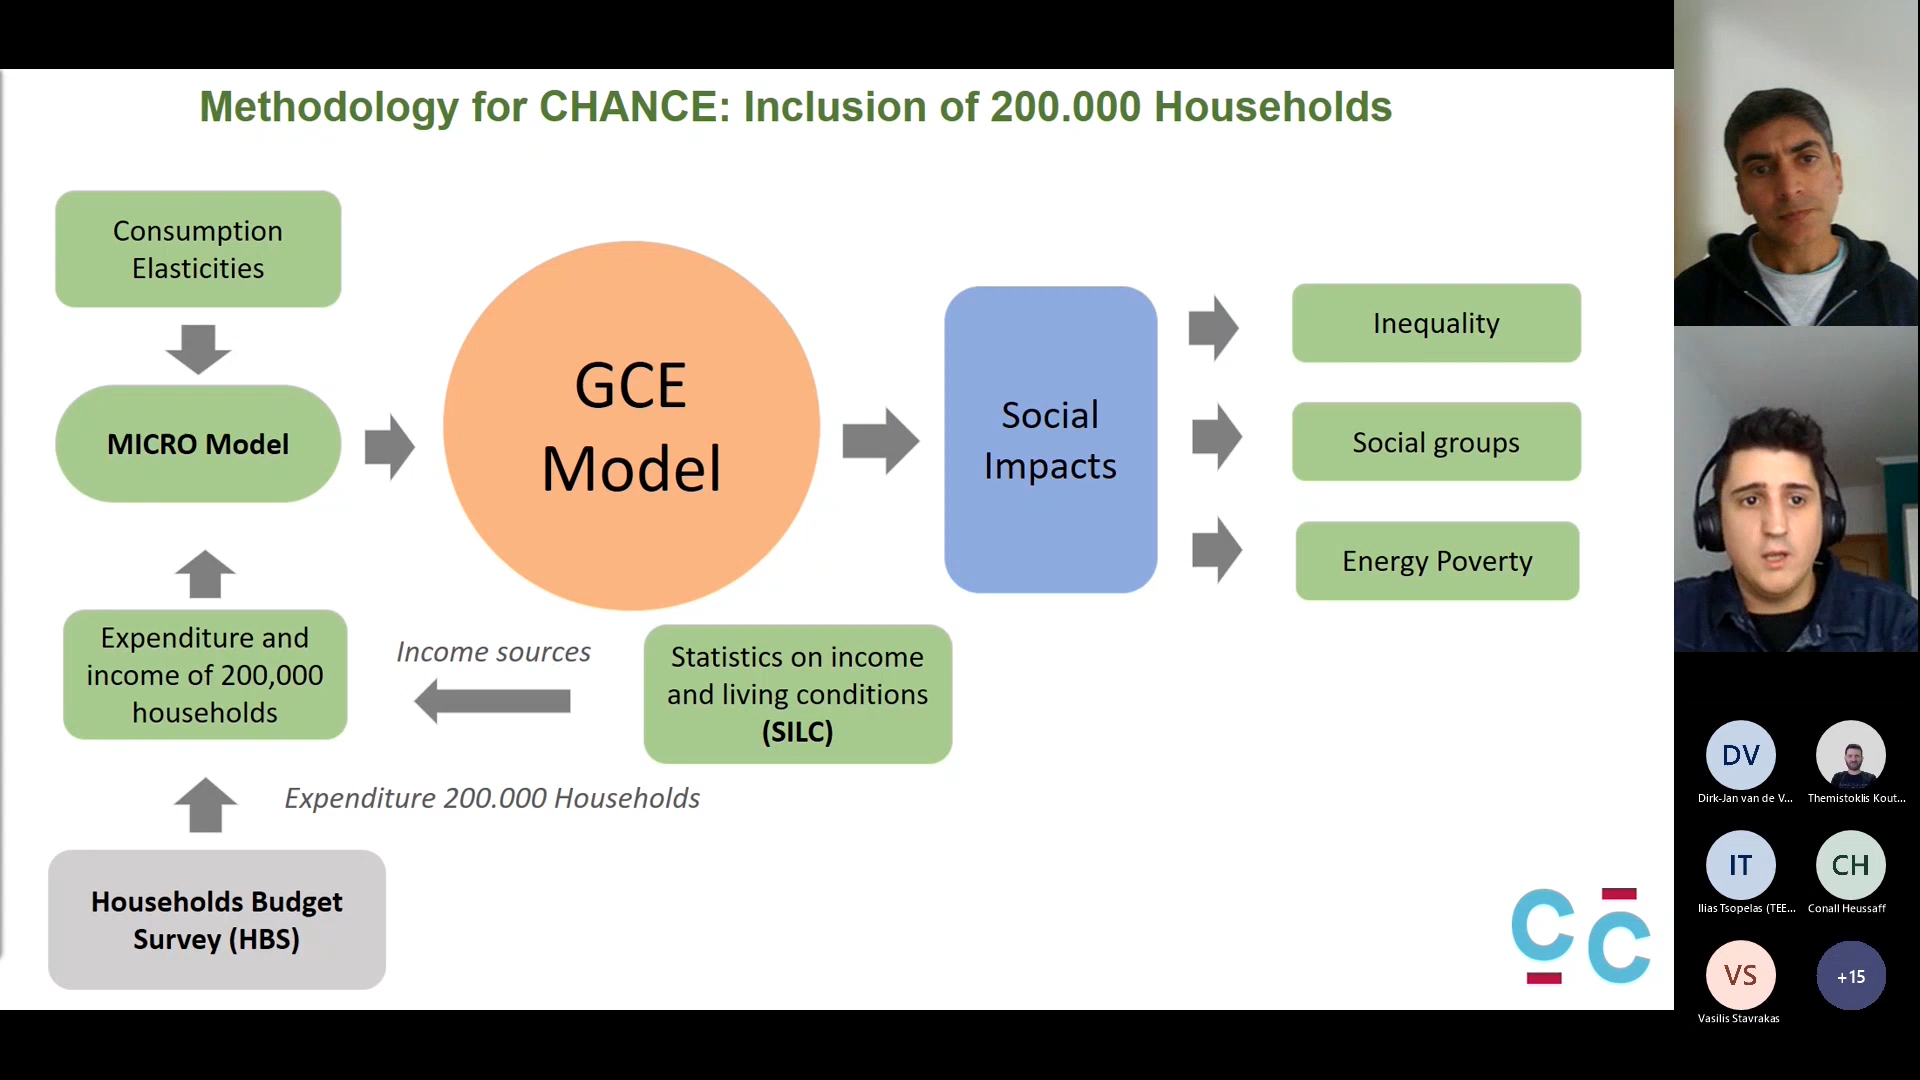 Methodology for CHANCE: Inclusion of 200.000 Households
Consumption
Elasticities
MICRO Model
GCE
Model
Social
Impacts
Inequality
Social groups
Energy Poverty
Expenditure and
income of 200,000
households
Income sources
Statistics on income
and living conditions
(SILC)
Expenditure 200.000 Households
Households Budget
Survey (HBS)
DV
Dirk-Jan van de V...
Themistoklis Kout...
IT
Ilias Tsopelas (TEE...
CH
Conall Heussaff
VS
Vasilis Stavrakas
+15